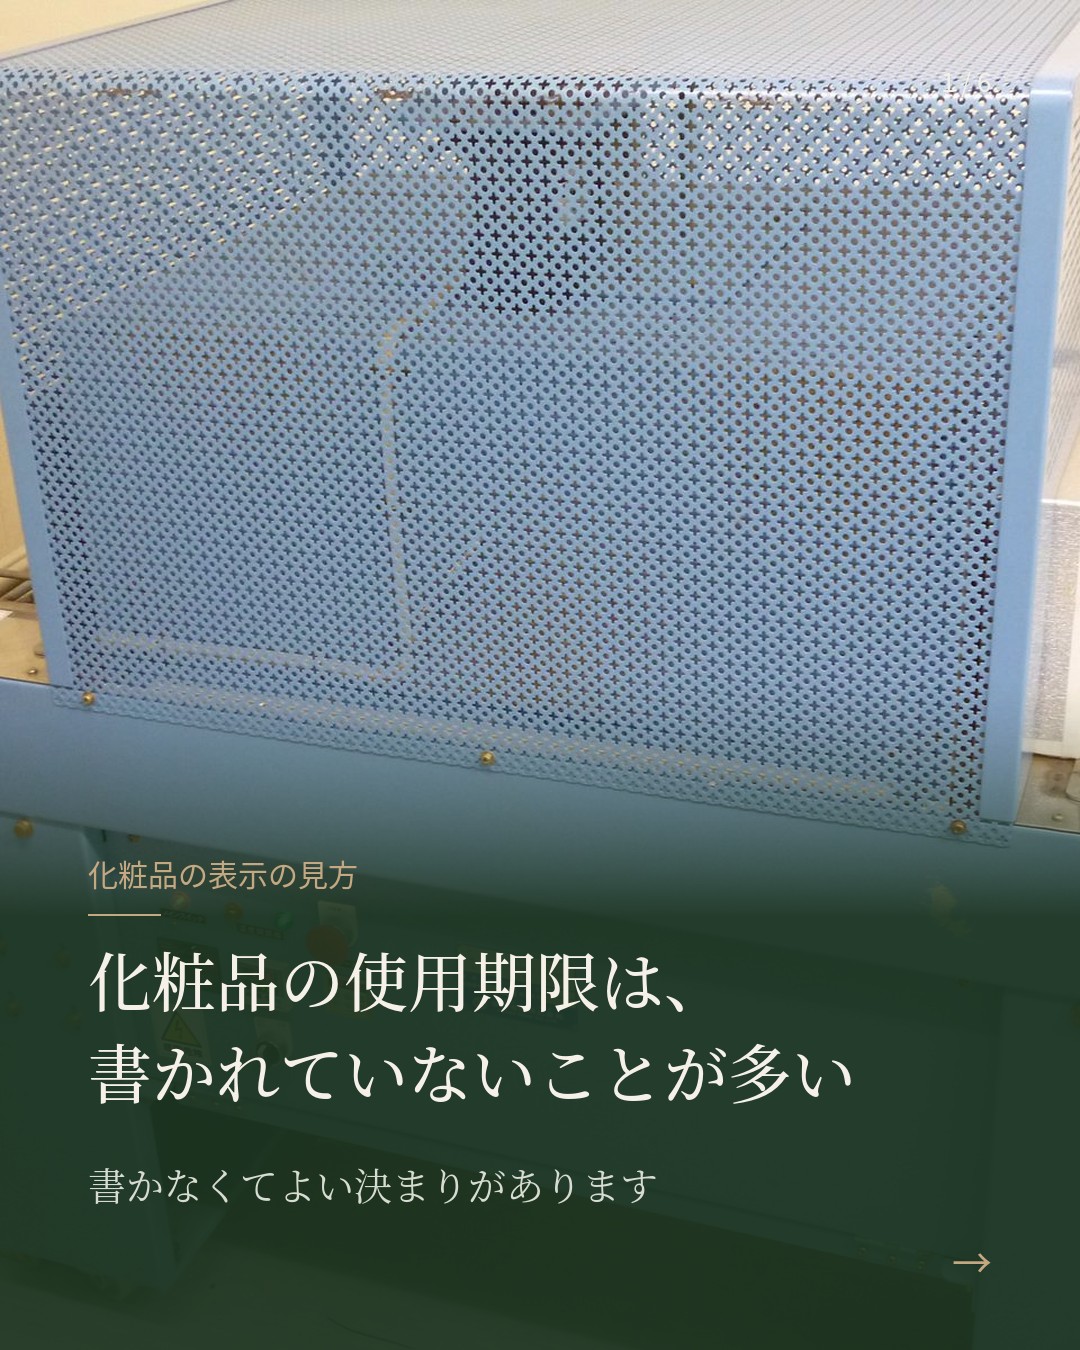 1/6
化粧品の表示の見方
化粧品の使用期限は、
書かれていないことが多い
書かなくてよい決まりがあります
→